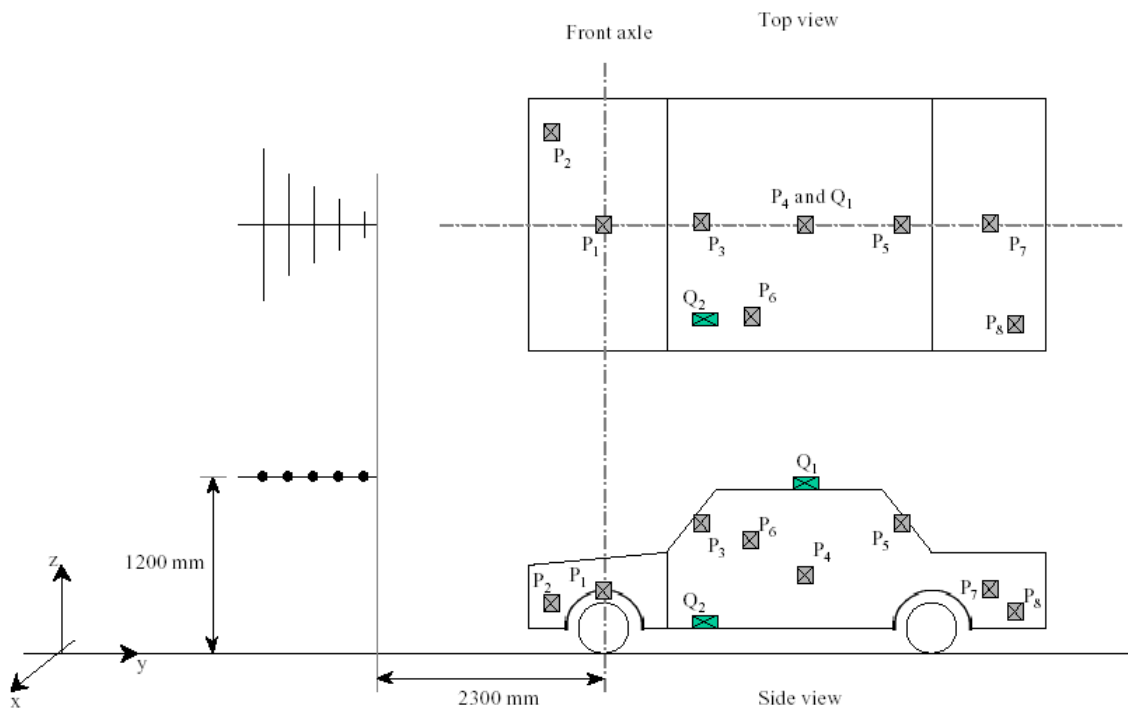 Top view
Front axle
P2
P4 and Q1
P1
P3
P5
P7
Q2
P6
P8
Q1
1200 mm
P3
P6
P5
P4
z
P2
P1
P7
P8
Q2
y
x
2300 mm
Side view